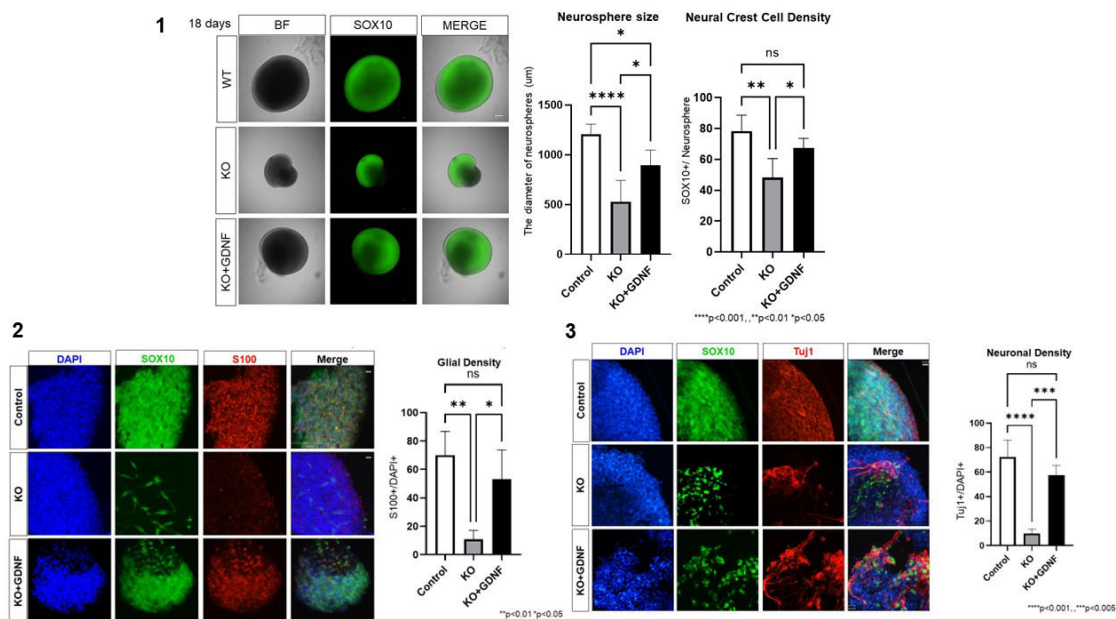 1
18 days BF SOX10 MERGE
WT
KO
KO+GDNF
Neurosphere size
*
*
****
The diameter of neurospheres (um)
1500
1000
500
0
Control
KO
KO+GDNF
Neural Crest Cell Density
ns
** *
SOX10+/ Neurosphere
100
80
60
40
20
0
Control
KO
KO+GDNF
****p<0.001, ,**p<0.01 *p<0.05
2
DAPI SOX10 S100 Merge
Control
KO
KO+GDNF
Glial Density
ns
** *
S100+/DAPI+
100
80
60
40
20
0
Control
KO
KO+GDNF
**p<0.01 *p<0.05
3
DAPI SOX10 Tuj1 Merge
Control
KO
KO+GDNF
Neuronal Density
ns
***
****
Tuj1+/DAPI+
100
80
60
40
20
0
Control
KO
KO+GDNF
****p<0.001, ,***p<0.005